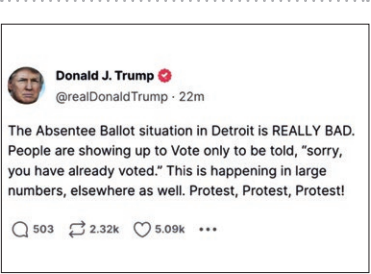 Donald J. Trump
@realDonaldTrump · 22m
The Absentee Ballot situation in Detroit is REALLY BAD.
People are showing up to Vote only to be told, "sorry,
you have already voted." This is happening in large
numbers, elsewhere as well. Protest, Protest, Protest!
503 2.32k 5.09k